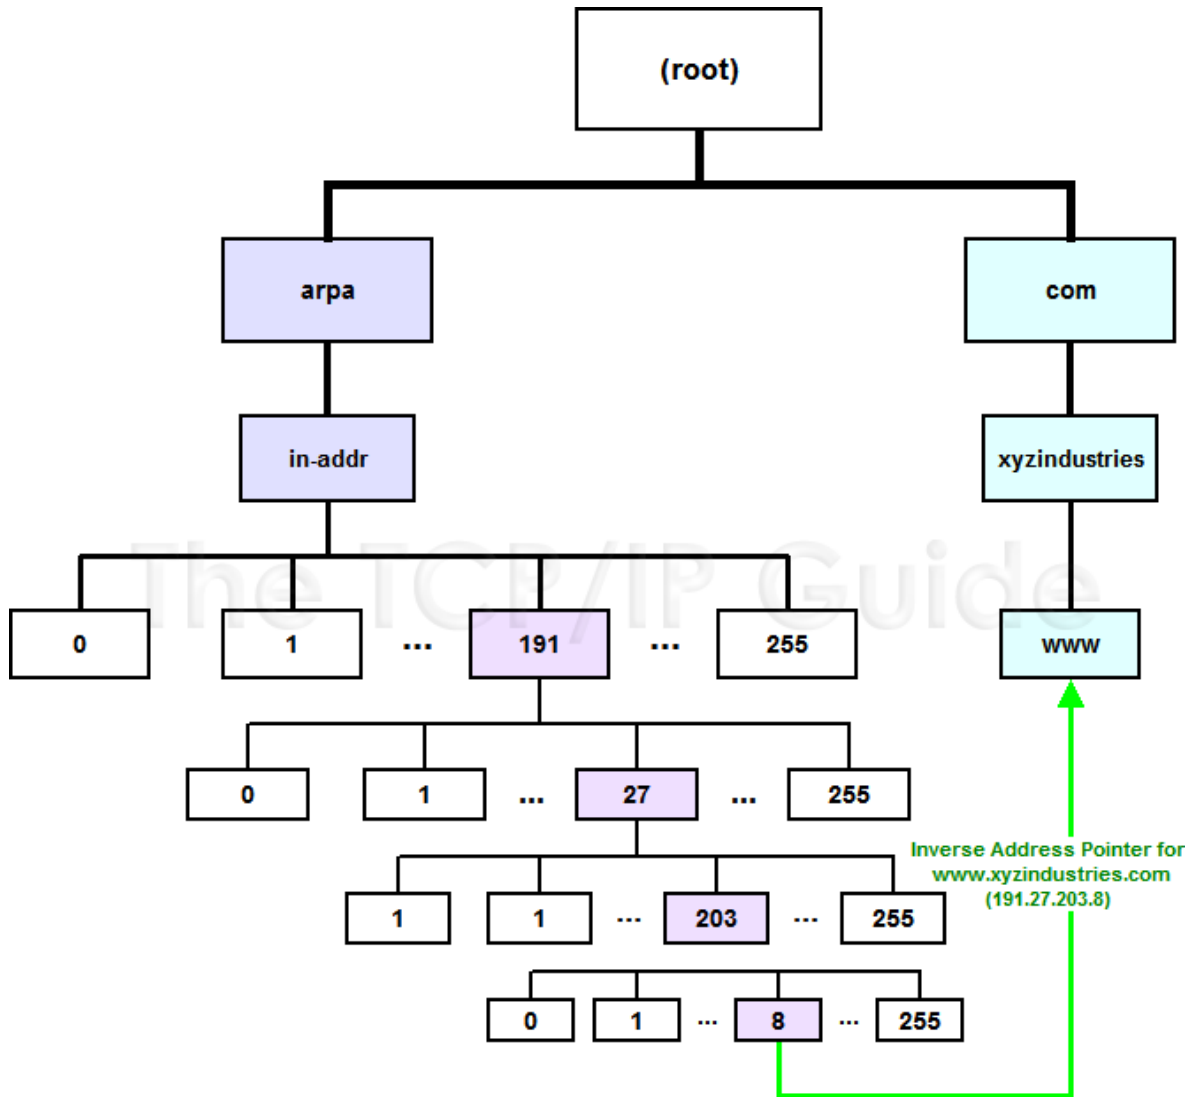 (root)
arpa
com
in-addr
xyzindustries
The TCP/IP Guide
0 1 ... 191 ... 255
www
0 1 ... 27 ... 255
Inverse Address Pointer for
www.xyzindustries.com
(191.27.203.8)
1 1 ... 203 ... 255
0 1 ... 8 ... 255